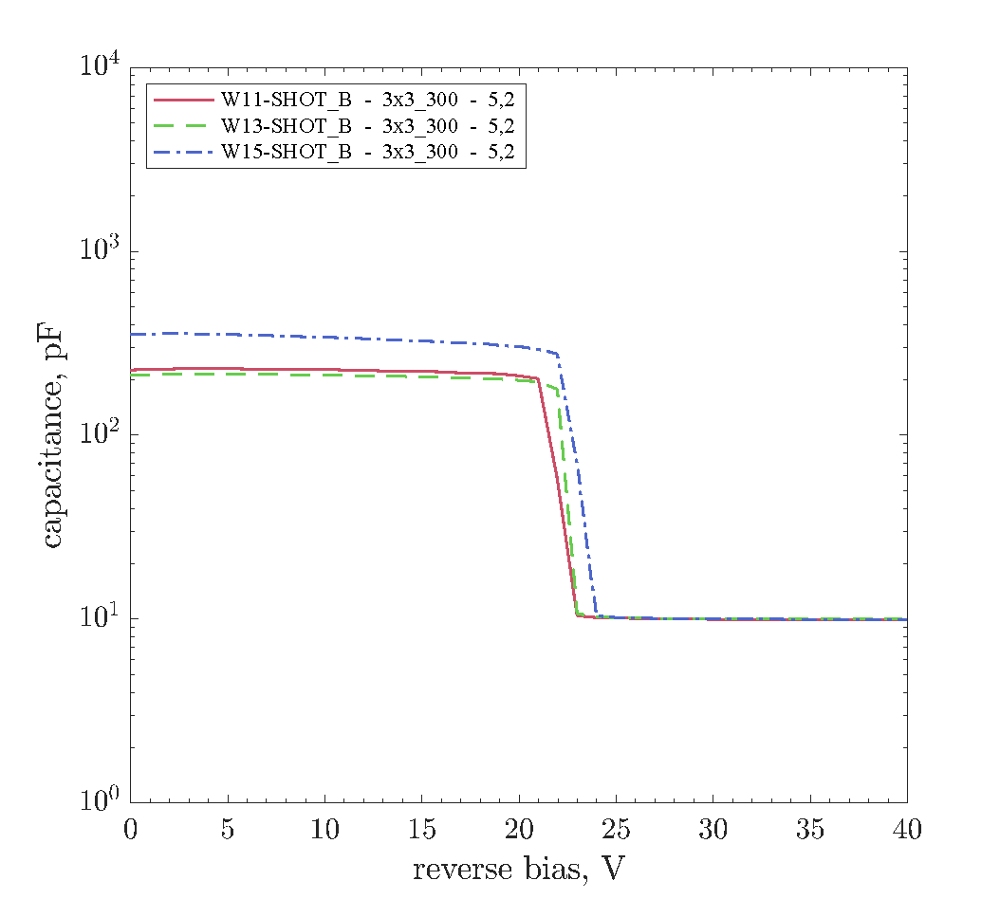 10^4
W11-SHOT_B - 3x3_300 - 5,2
W13-SHOT_B - 3x3_300 - 5,2
W15-SHOT_B - 3x3_300 - 5,2
10^3
capacitance, pF
10^2
10^1
10^0
0 5 10 15 20 25 30 35 40
reverse bias, V